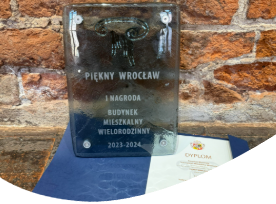 PIĘKNY WROCŁAW
I NAGRODA
BUDYNEK
MIESZKALNY
WIELORODZINNY
2023-2024
DYPLOM